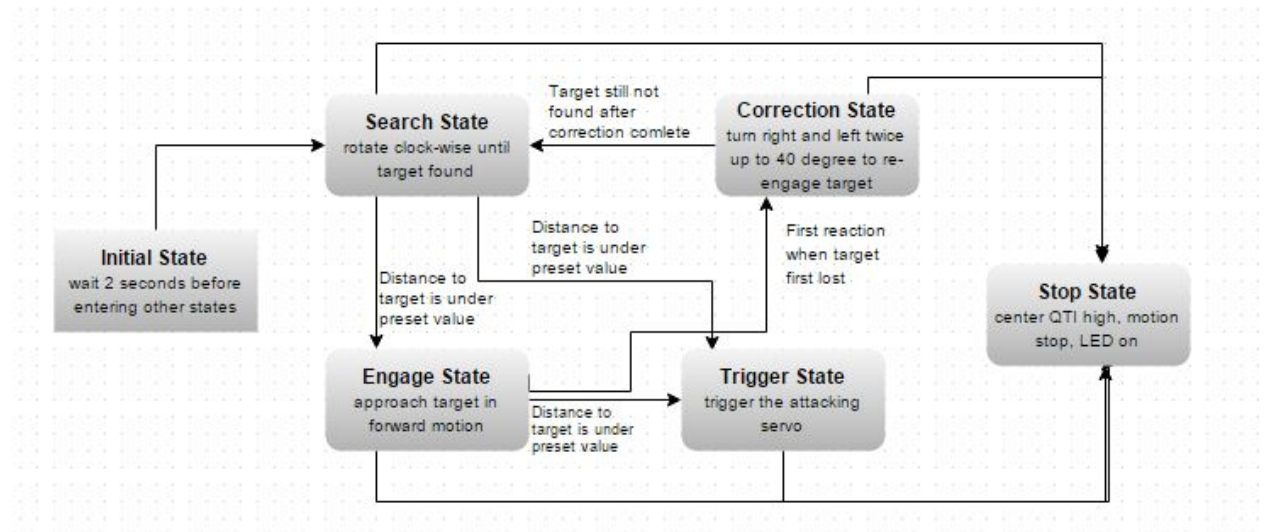 Search State
rotate clock-wise until
target found
Target still not
found after
correction comlete
Correction State
turn right and left twice
up to 40 degree to re-
engage target
Initial State
wait 2 seconds before
entering other states
Distance to
target is under
preset value
Distance to
target is under
preset value
First reaction
when target
first lost
Stop State
center QTI high, motion
stop, LED on
Engage State
approach target in
forward motion
Distance to
target is under
preset value
Trigger State
trigger the attacking
servo